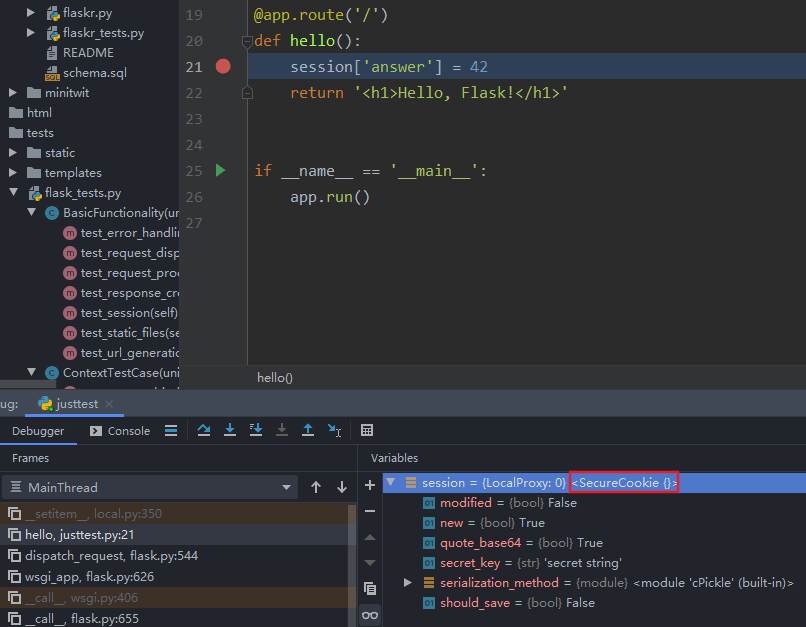 flaskr.py
flaskr_tests.py
README
schema.sql
minitwit
html
tests
static
templates
flask_tests.py
BasicFunctionality(un
test_error_handlin
test_request_disp
test_request_prod
test_response_cre
test_session(self)
test_static_files(se
test_url_generatio
ContextTestCase(uni
19 @app.route('/')
20 def hello():
21 session['answer'] = 42
22 return '<h1>Hello, Flask!</h1>'
23
24
25 if __name__ == '__main__':
26 app.run()
27
hello()
ug: justtest
Debugger Console
Frames
MainThread
__setitem__, local.py:350
hello, justtest.py:21
dispatch_request, flask.py:544
wsgi_app, flask.py:626
__call__, wsgi.py:406
__call__, flask.py:655
Variables
session = {LocalProxy: 0} <SecureCookie {}>
modified = {bool} False
new = {bool} True
quote_base64 = {bool} True
secret_key = {str} 'secret string'
serialization_method = {module} <module 'cPickle' (built-in)>
should_save = {bool} False